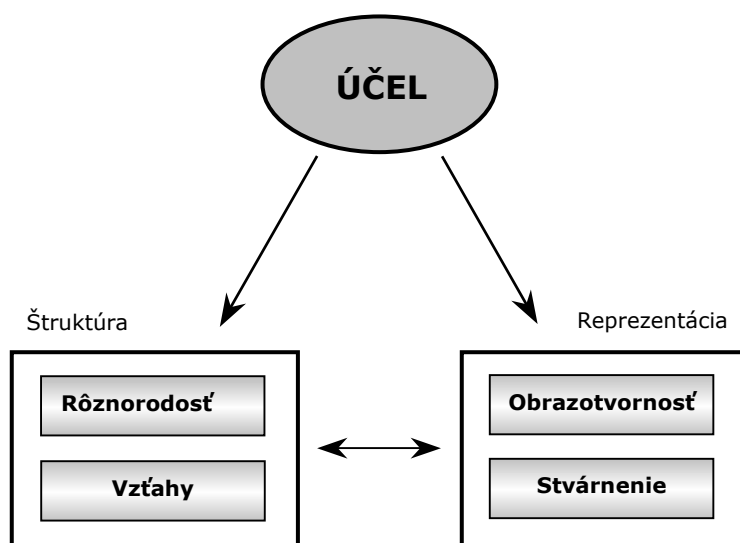 ÚČEL
Štruktúra
Reprezentácia
Rôznorodosť
Obrazotvornosť
Vzťahy
Stvárnenie